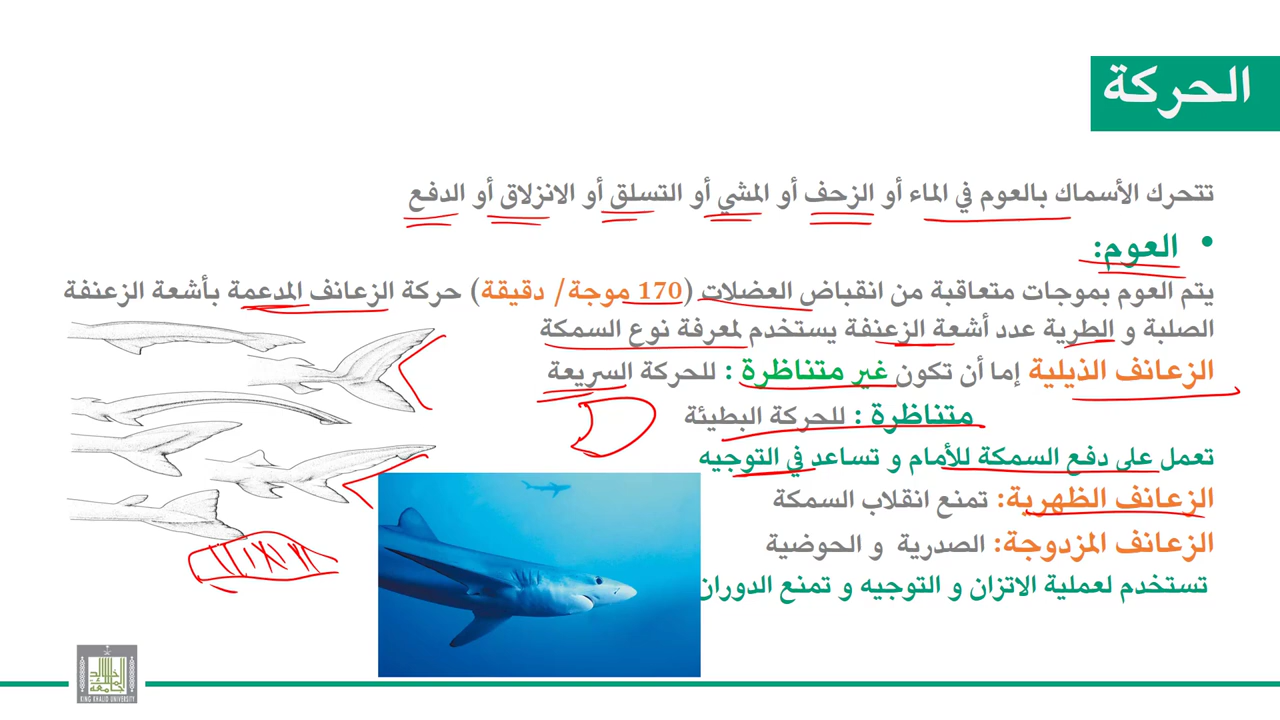 الحركة
تتحرك الأسماك بالعوم في الماء أو الزحف أو المشي أو التسلق أو الانزلاق أو الدفع
• العوم:
يتم العوم بموجات متعاقبة من انقباض العضلات (170 موجة/ دقيقة) حركة الزعانف المدعمة بأشعة الزعنفة
الصلبة و الطرية عدد أشعة الزعنفة يستخدم لمعرفة نوع السمكة
الزعانف الذيلية إما أن تكون غير متناظرة : للحركة السريعة
متناظرة : للحركة البطيئة
تعمل على دفع السمكة للأمام و تساعد في التوجيه
الزعانف الظهرية: تمنع انقلاب السمكة
الزعانف المزدوجة: الصدرية و الحوضية
تستخدم لعملية الاتزان و التوجيه و تمنع الدوران
KING KHALID UNIVERSITY